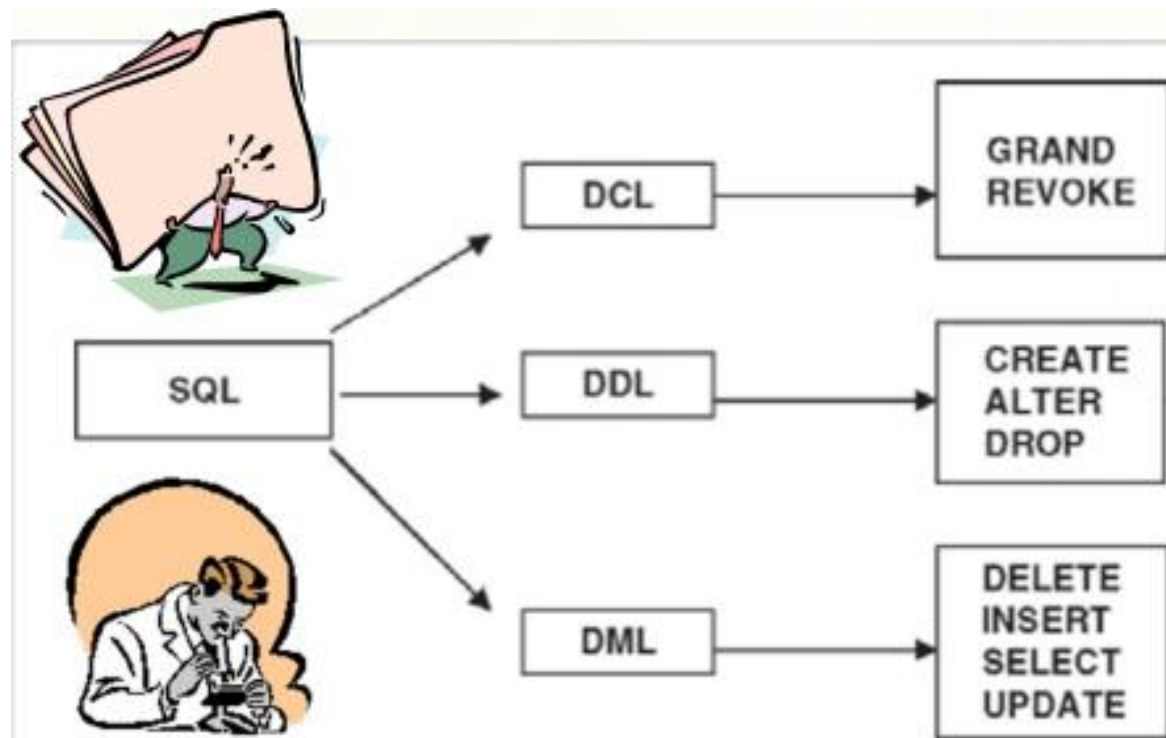 SQL
DCL
GRAND
REVOKE
DDL
CREATE
ALTER
DROP
DML
DELETE
INSERT
SELECT
UPDATE